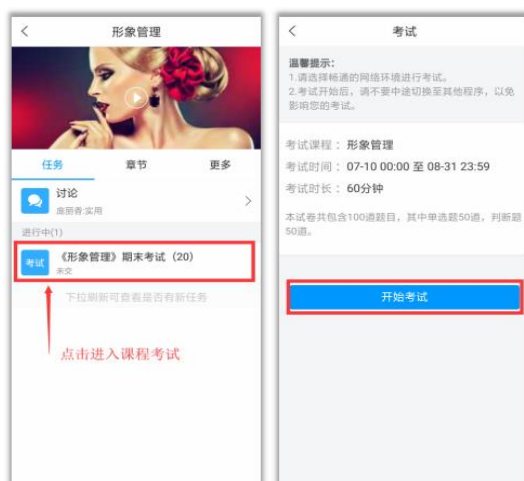 形象管理
任务 章节 更多
讨论
庞丽香:实用
进行中(1)
考试
《形象管理》期末考试（20）
未交
下拉刷新可查看是否有新任务
点击进入课程考试
考试
温馨提示：
1.请选择畅通的网络环境进行考试。
2.考试开始后，请不要中途切换至其他程序，以免
影响您的考试。
考试课程： 形象管理
考试时间： 07-10 00:00 至 08-31 23:59
考试时长： 60分钟
本试卷共包含100道题目，其中单选题50道，判断题
50道。
开始考试